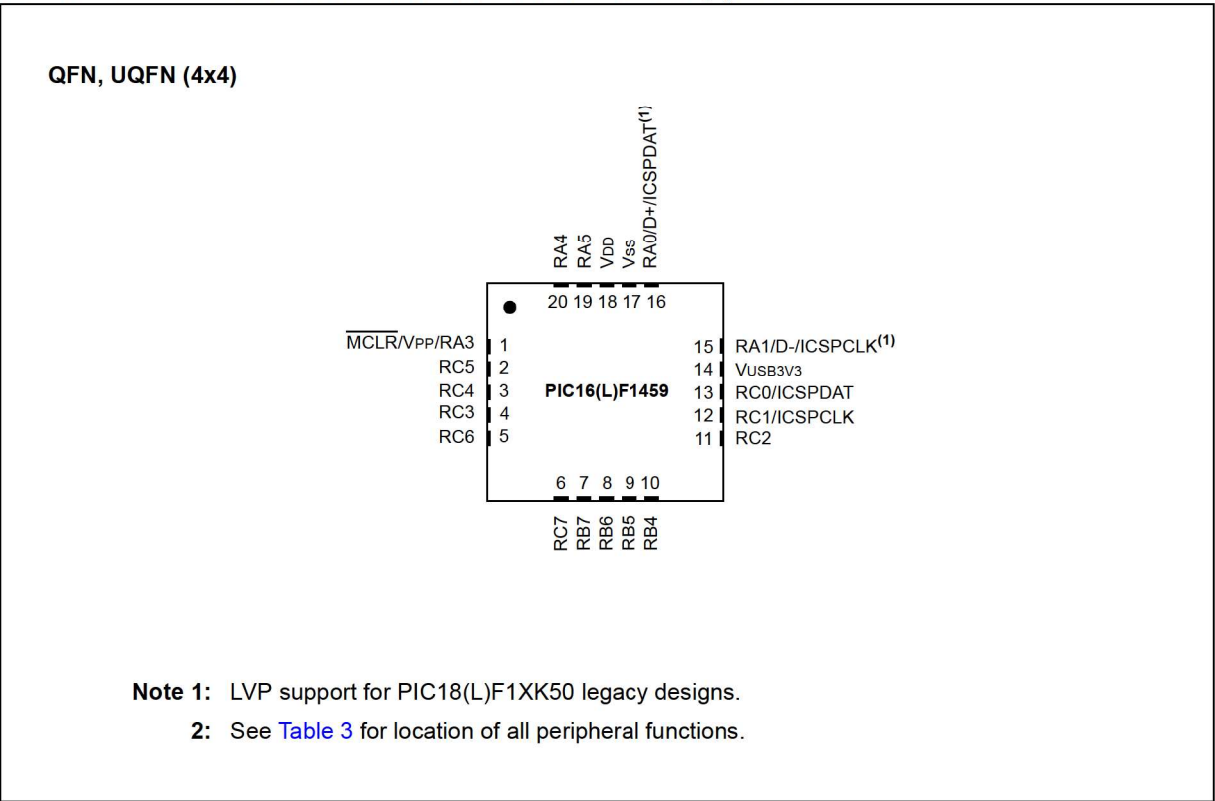 QFN, UQFN (4x4)
RA4
RA5
VDD
VSS
RA0/D+/ICSPDAT(1)
20 19 18 17 16
MCLR/VPP/RA3 1
RC5 2
RC4 3
RC3 4
RC6 5
PIC16(L)F1459
15 RA1/D-/ICSPCLK(1)
14 VUSB3V3
13 RC0/ICSPDAT
12 RC1/ICSPCLK
11 RC2
6 7 8 9 10
RC7
RB7
RB6
RB5
RB4
Note 1: LVP support for PIC18(L)F1XK50 legacy designs.
2: See Table 3 for location of all peripheral functions.